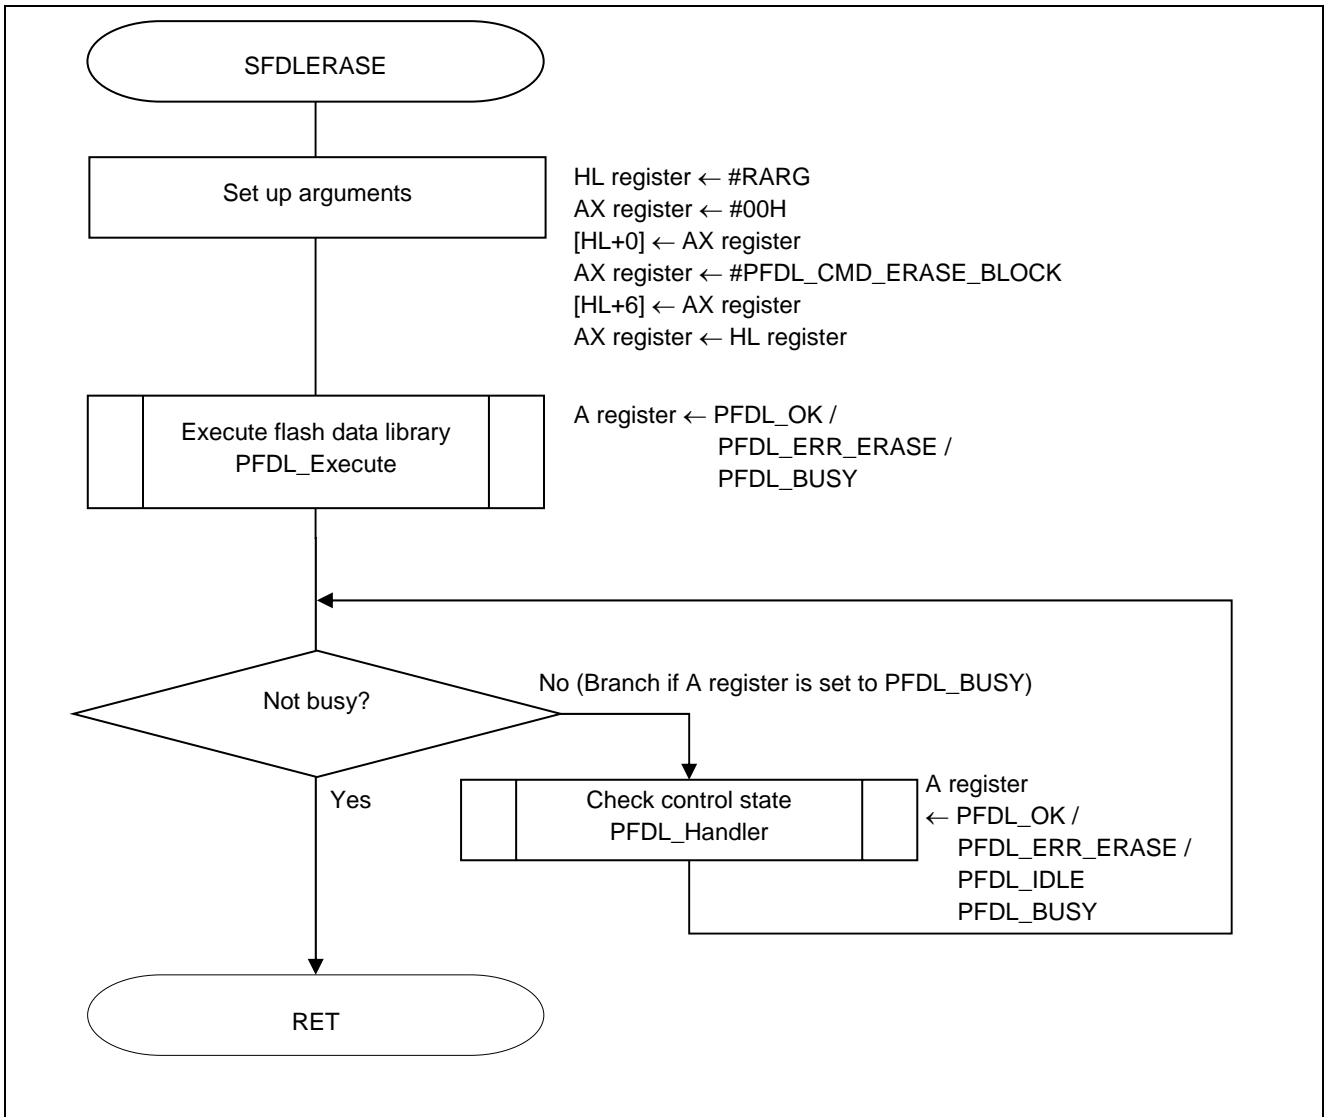 SFDLERASE
Set up arguments
HL register ← #RARG
AX register ← #00H
[HL+0] ← AX register
AX register ← #PFDL_CMD_ERASE_BLOCK
[HL+6] ← AX register
AX register ← HL register
Execute flash data library
PFDL_Execute
A register ← PFDL_OK /
PFDL_ERR_ERASE /
PFDL_BUSY
Not busy?
No (Branch if A register is set to PFDL_BUSY)
Yes
Check control state
PFDL_Handler
A register
← PFDL_OK /
PFDL_ERR_ERASE /
PFDL_IDLE
PFDL_BUSY
RET